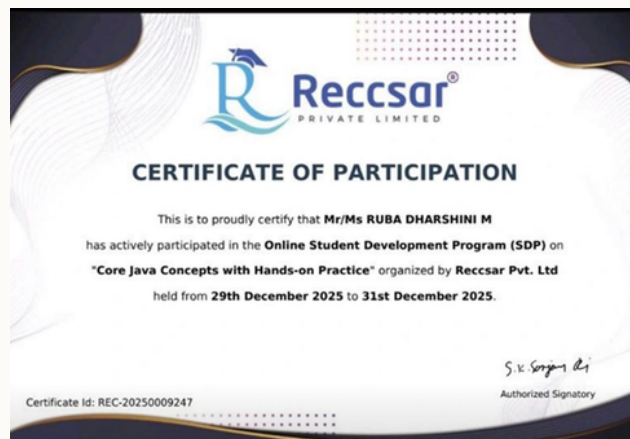 Reccsar®
PRIVATE LIMITED
CERTIFICATE OF PARTICIPATION
This is to proudly certify that Mr/Ms RUBA DHARSHINI M
has actively participated in the Online Student Development Program (SDP) on
"Core Java Concepts with Hands-on Practice" organized by Reccsar Pvt. Ltd
held from 29th December 2025 to 31st December 2025.
Authorized Signatory
Certificate Id: REC-20250009247